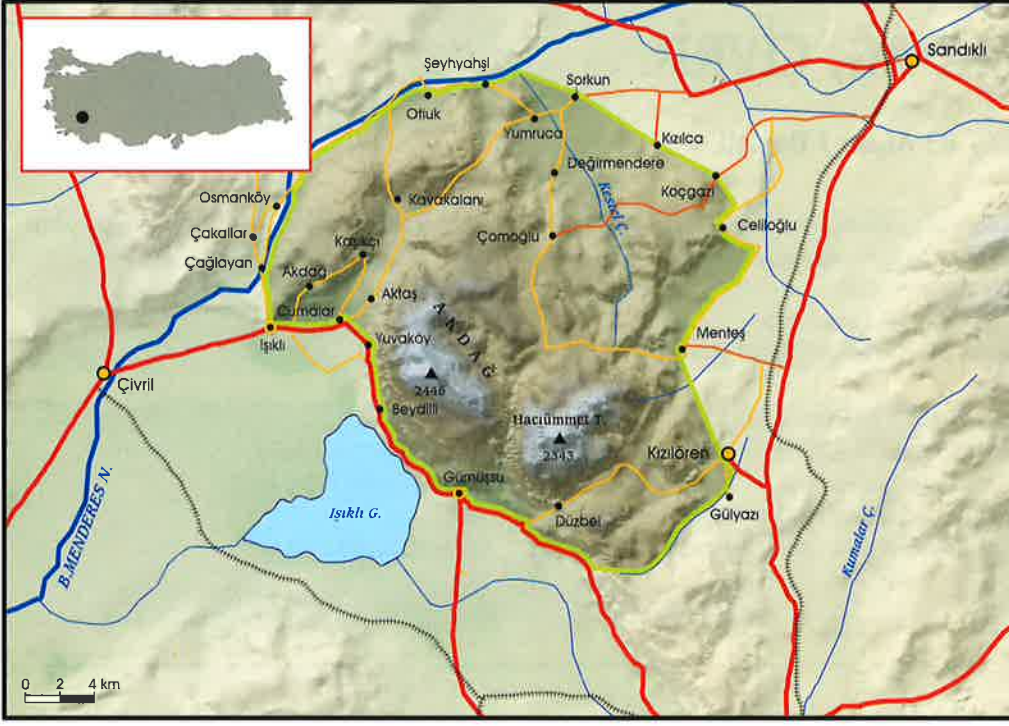 Sandıklı
Şeyhyahşi
Sorkun
Otluk
Yumruca
Kızılca
Değirmendere
Koçgazi
Kestel Ç.
Osmanköy
Kavakalanı
Celiloğlu
Çakallar
Kaşıkçı
Çomoğlu
Çağlayan
Akdağ
Aktaş
AKDAĞ
Cumalar
Işıklı
Yuvaköy
Menteş
Çivril
2446
Beydilli
Hacıümmet T.
2343
Kızılören
Gümüşsu
B.MENDERES N.
Işıklı G.
Düzbel
Gülyazı
Kumalar Ç.
0 2 4 km